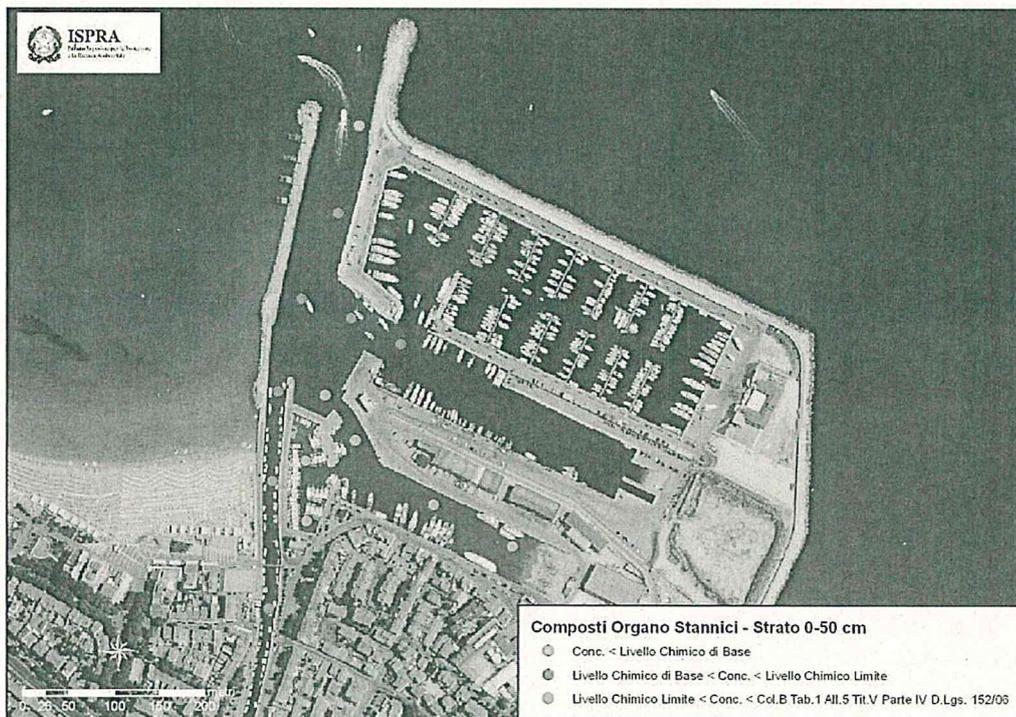 ISPRA
Composti Organo Stannici - Strato 0-50 cm
Conc. < Livello Chimico di Base
Livello Chimico di Base < Conc. < Livello Chimico Limite
Livello Chimico Limite < Conc. < Col.B Tab.1 All.5 Tit.V Parte IV D.Lgs. 152/06
0 25 50 100 150 200